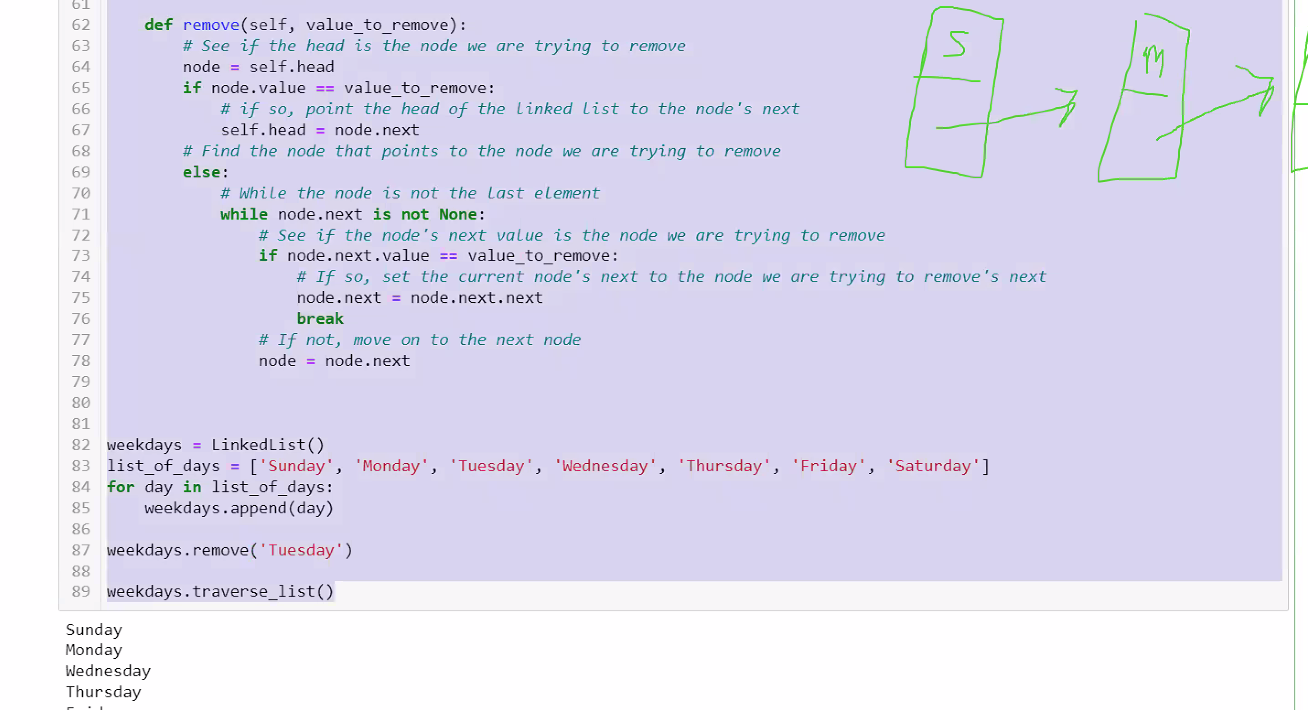 61
62 def remove(self, value_to_remove):
63 # See if the head is the node we are trying to remove
64 node = self.head
65 if node.value == value_to_remove:
66 # if so, point the head of the linked list to the node's next
67 self.head = node.next
68 # Find the node that points to the node we are trying to remove
69 else:
70 # While the node is not the last element
71 while node.next is not None:
72 # See if the node's next value is the node we are trying to remove
73 if node.next.value == value_to_remove:
74 # If so, set the current node's next to the node we are trying to remove's next
75 node.next = node.next.next
76 break
77 # If not, move on to the next node
78 node = node.next
79
80
81
82 weekdays = LinkedList()
83 list_of_days = ['Sunday', 'Monday', 'Tuesday', 'Wednesday', 'Thursday', 'Friday', 'Saturday']
84 for day in list_of_days:
85 weekdays.append(day)
86
87 weekdays.remove('Tuesday')
88
89 weekdays.traverse_list()
Sunday
Monday
Wednesday
Thursday
S
M